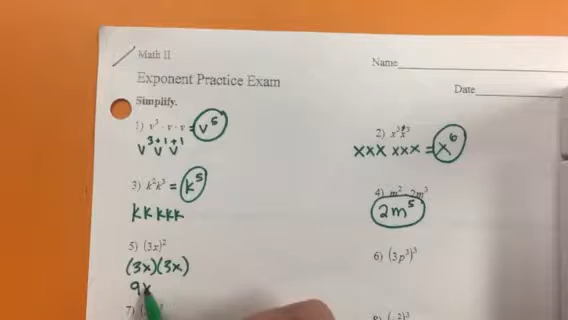 Math II
Name
Exponent Practice Exam
Date
Simplify.
1) v³ · v · v = v⁵
v³⁺¹⁺¹
v v v
2) x³x³
xxx xxx = x⁶
3) k²k³ = k⁵
kkkkk
4) m² · 2m³
2m⁵
5) (3x)²
(3x)(3x)
9x
6) (3p³)³
7)